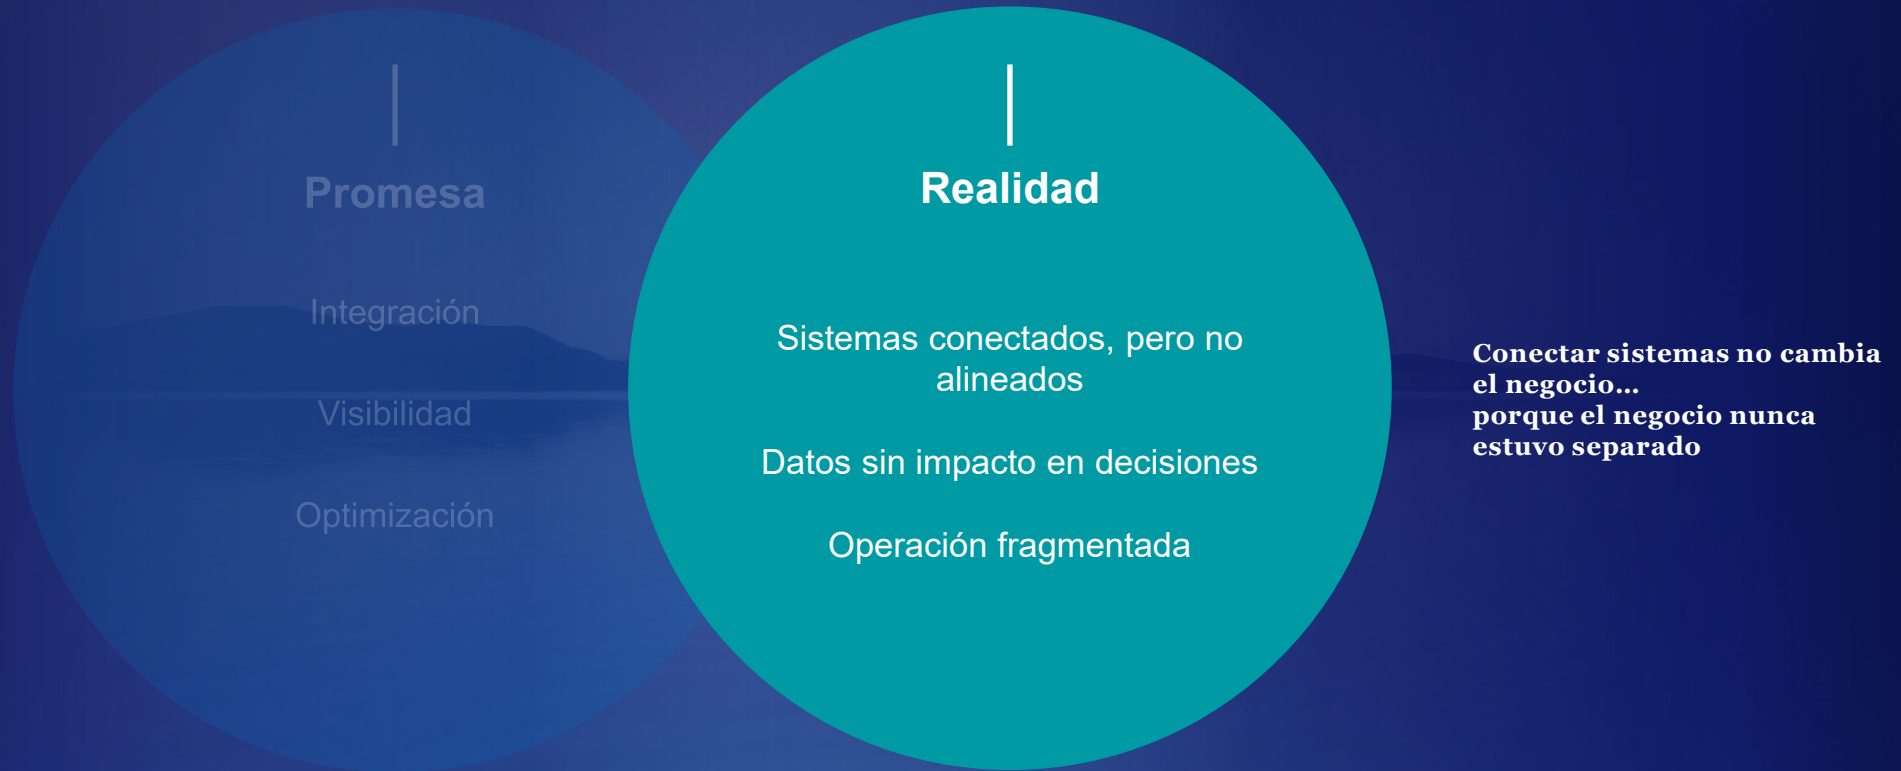 Promesa
Integración
Visibilidad
Optimización
Realidad
Sistemas conectados, pero no
alineados
Datos sin impacto en decisiones
Operación fragmentada
Conectar sistemas no cambia
el negocio...
porque el negocio nunca
estuvo separado